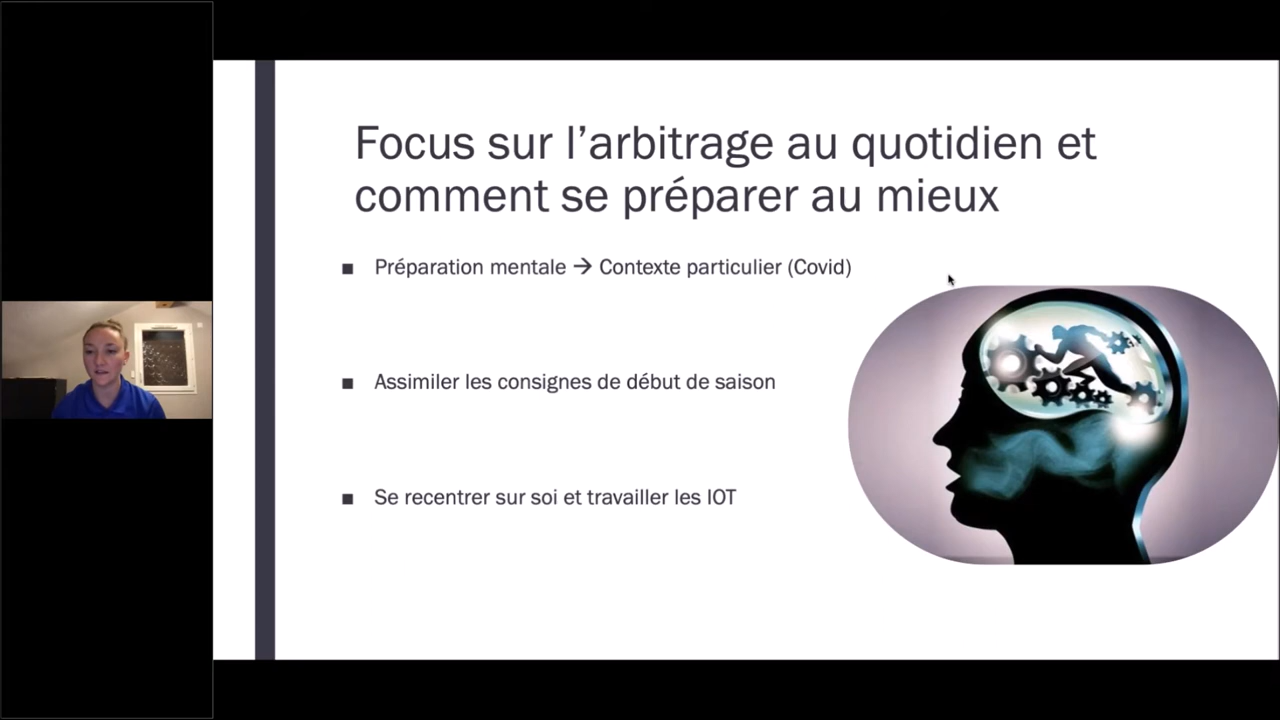 Focus sur l’arbitrage au quotidien et
comment se préparer au mieux
■ Préparation mentale → Contexte particulier (Covid)
■ Assimiler les consignes de début de saison
■ Se recentrer sur soi et travailler les IOT